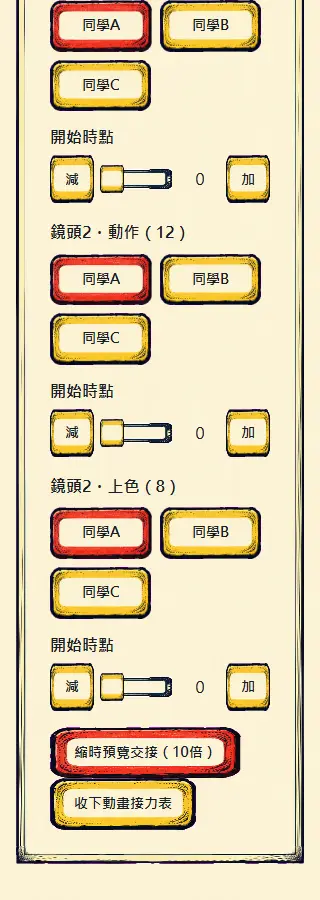 同學A 同學B
同學C
開始時點
減 0 加
鏡頭2・動作（12）
同學A 同學B
同學C
開始時點
減 0 加
鏡頭2・上色（8）
同學A 同學B
同學C
開始時點
減 0 加
縮時預覽交接（10倍）
收下動畫接力表